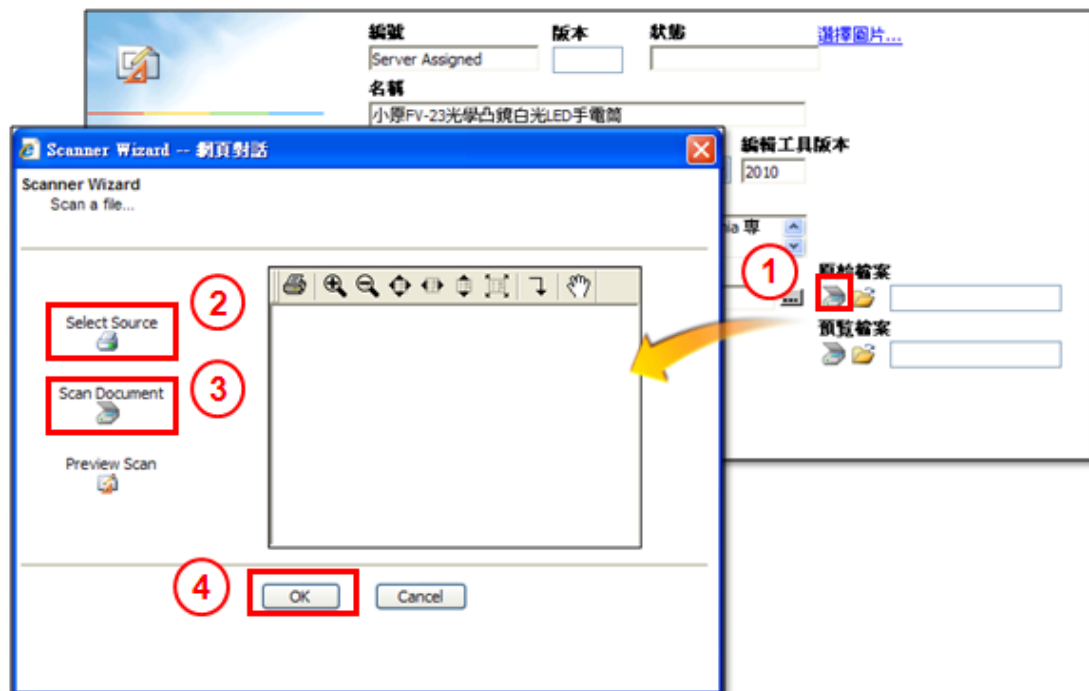 編號 版本 狀態 選擇圖片...
Server Assigned
名稱
小原FV-23光學凸鏡白光LED手電筒
編輯工具版本
2010
Scanner Wizard -- 網頁對話
Scanner Wizard
Scan a file...
1
原始檔案
2
Select Source
預覽檔案
3
Scan Document
Preview Scan
4
OK Cancel